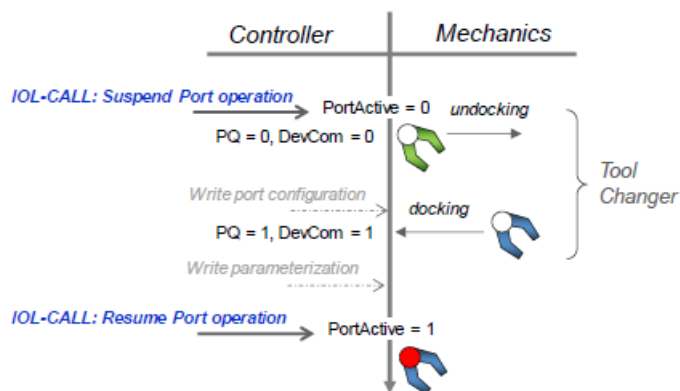 Controller
Mechanics
IOL-CALL: Suspend Port operation
PortActive = 0
undocking
PQ = 0, DevCom = 0
Tool
Changer
Write port configuration
docking
PQ = 1, DevCom = 1
Write parameterization
IOL-CALL: Resume Port operation
PortActive = 1